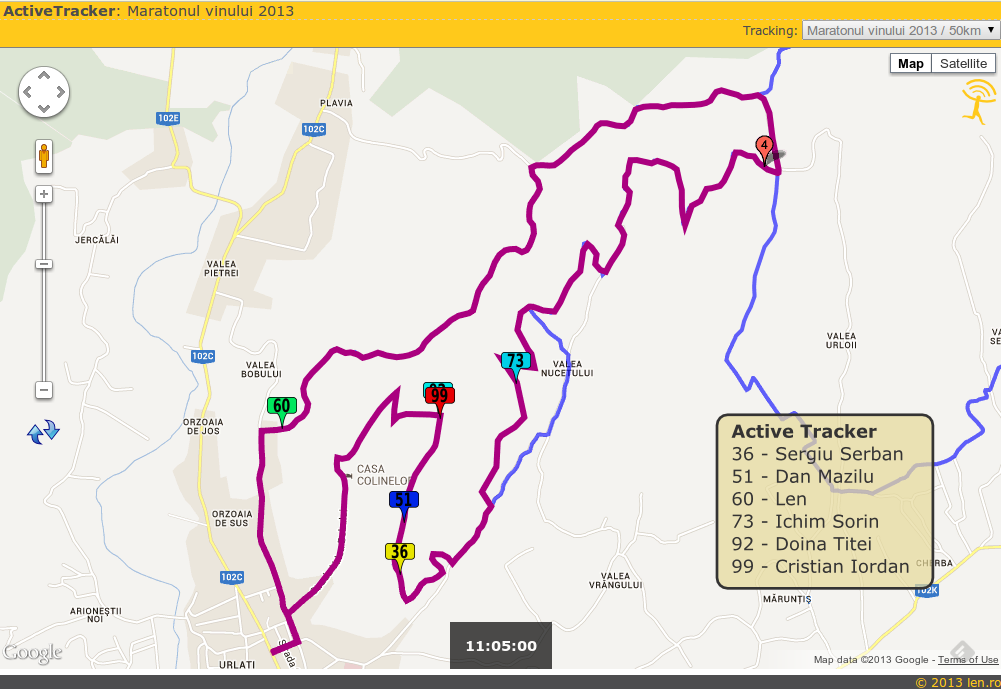 ActiveTracker: Maratonul vinului 2013
Tracking: Maratonul vinului 2013 / 50km
Map Satellite
PLAVIA
102E
102C
4
JERCĂLĂI
VALEA
PIETREI
VALEA
URLOII
102C
VALEA
BOBULUI
73
VALEA
NUCETULUI
99
60
ORZOAIA
DE JOS
CASA
COLINELOR
51
ORZOAIA
DE SUS
36
102C
Active Tracker
36 - Sergiu Serban
51 - Dan Mazilu
60 - Len
73 - Ichim Sorin
92 - Doina Titei
99 - Cristian Iordan
CHERBA
102K
VALEA
VRÂNGULUI
MĂRUNȚIȘ
ARIONEȘTII
NOI
11:05:00
Google
URLATI
Strada
Map data ©2013 Google - Terms of Use
© 2013 len.ro